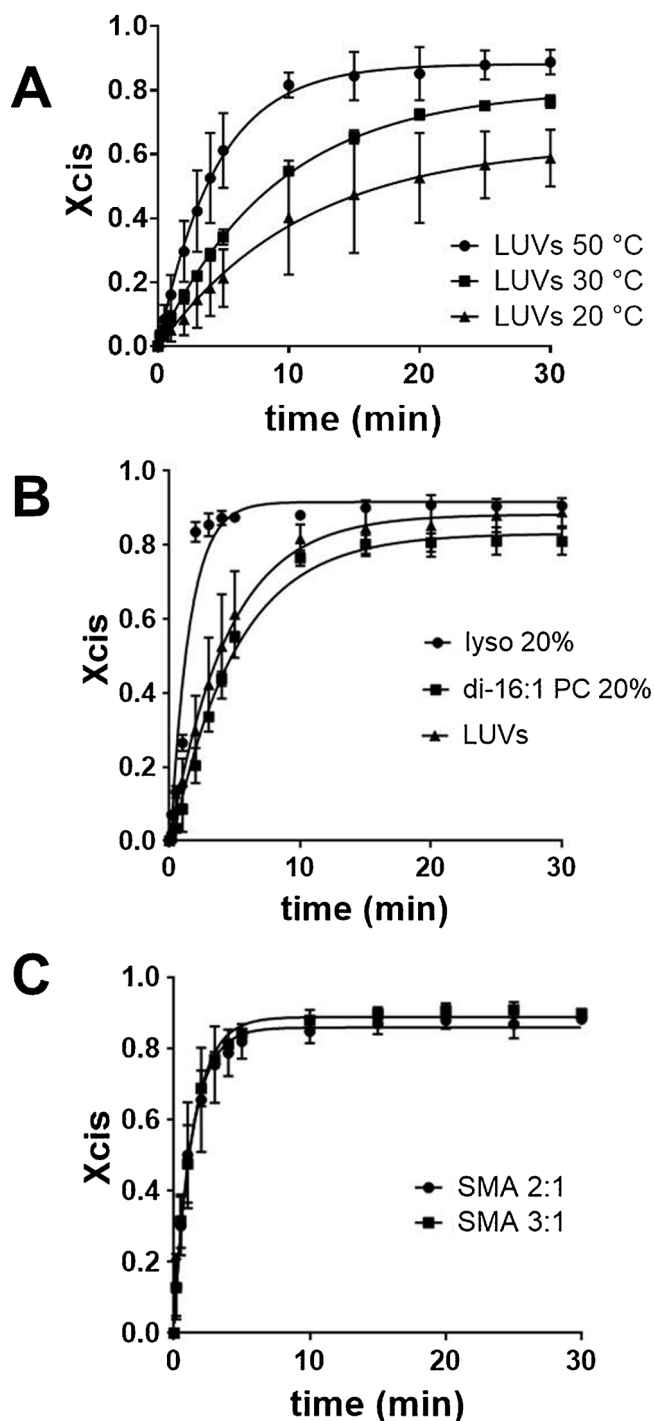 A
Xcis
1.0
0.8
0.6
0.4
0.2
0.0
LUVs 50 °C
LUVs 30 °C
LUVs 20 °C
0 10 20 30
time (min)
B
Xcis
1.0
0.8
0.6
0.4
0.2
0.0
lyso 20%
di-16:1 PC 20%
LUVs
0 10 20 30
time (min)
C
Xcis
1.0
0.8
0.6
0.4
0.2
0.0
SMA 2:1
SMA 3:1
0 10 20 30
time (min)